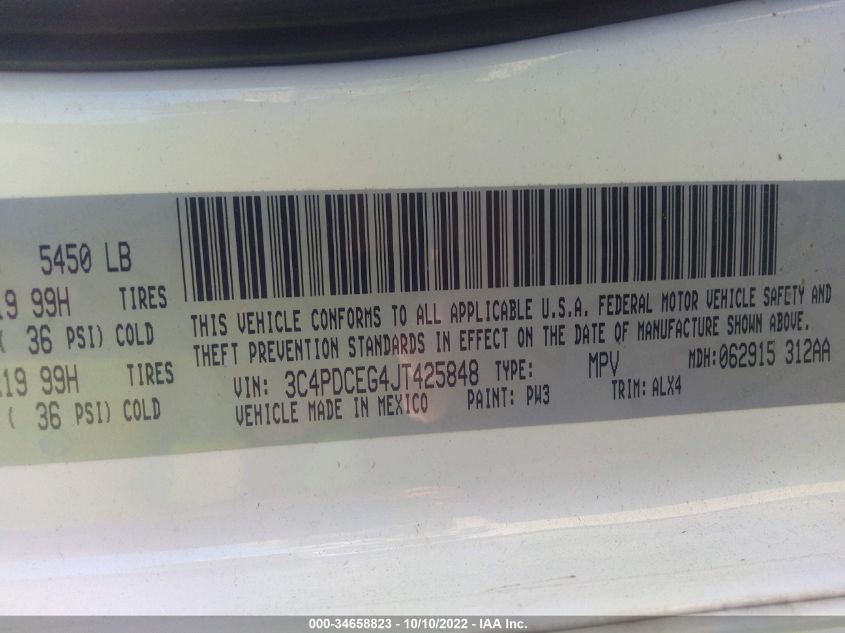 5450 LB
19 99H TIRES
( 36 PSI) COLD
19 99H TIRES
( 36 PSI) COLD
THIS VEHICLE CONFORMS TO ALL APPLICABLE U.S.A. FEDERAL MOTOR VEHICLE SAFETY AND
THEFT PREVENTION STANDARDS IN EFFECT ON THE DATE OF MANUFACTURE SHOWN ABOVE.
VIN: 3C4PDCEG4JT425848 TYPE: MPV MDH: 062915 312AA
VEHICLE MADE IN MEXICO PAINT: PW3 TRIM: ALX4
000-34658823 - 10/10/2022 - IAA Inc.